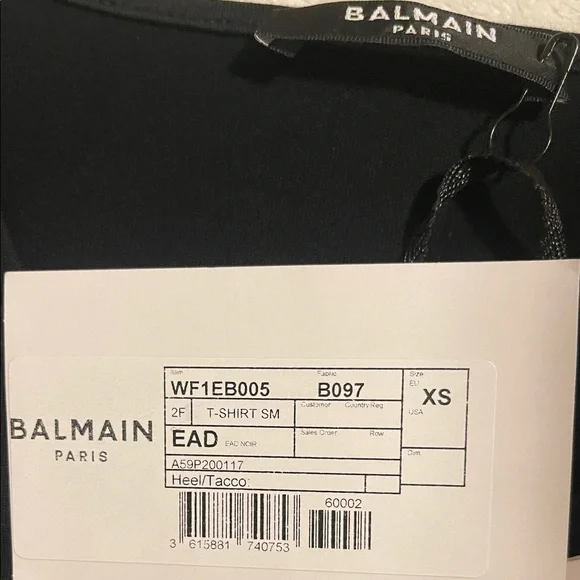 BALMAIN
PARIS
BALMAIN
PARIS
Item
Fabric
Size
EU
WF1EB005
B097
XS
USA
2F
T-SHIRT SM
Customer
Country Reg
EAD
EAD NOIR
Sales Order
Row
Dim
A59P200117
Heel/Tacco:
60002
3 615881 740753